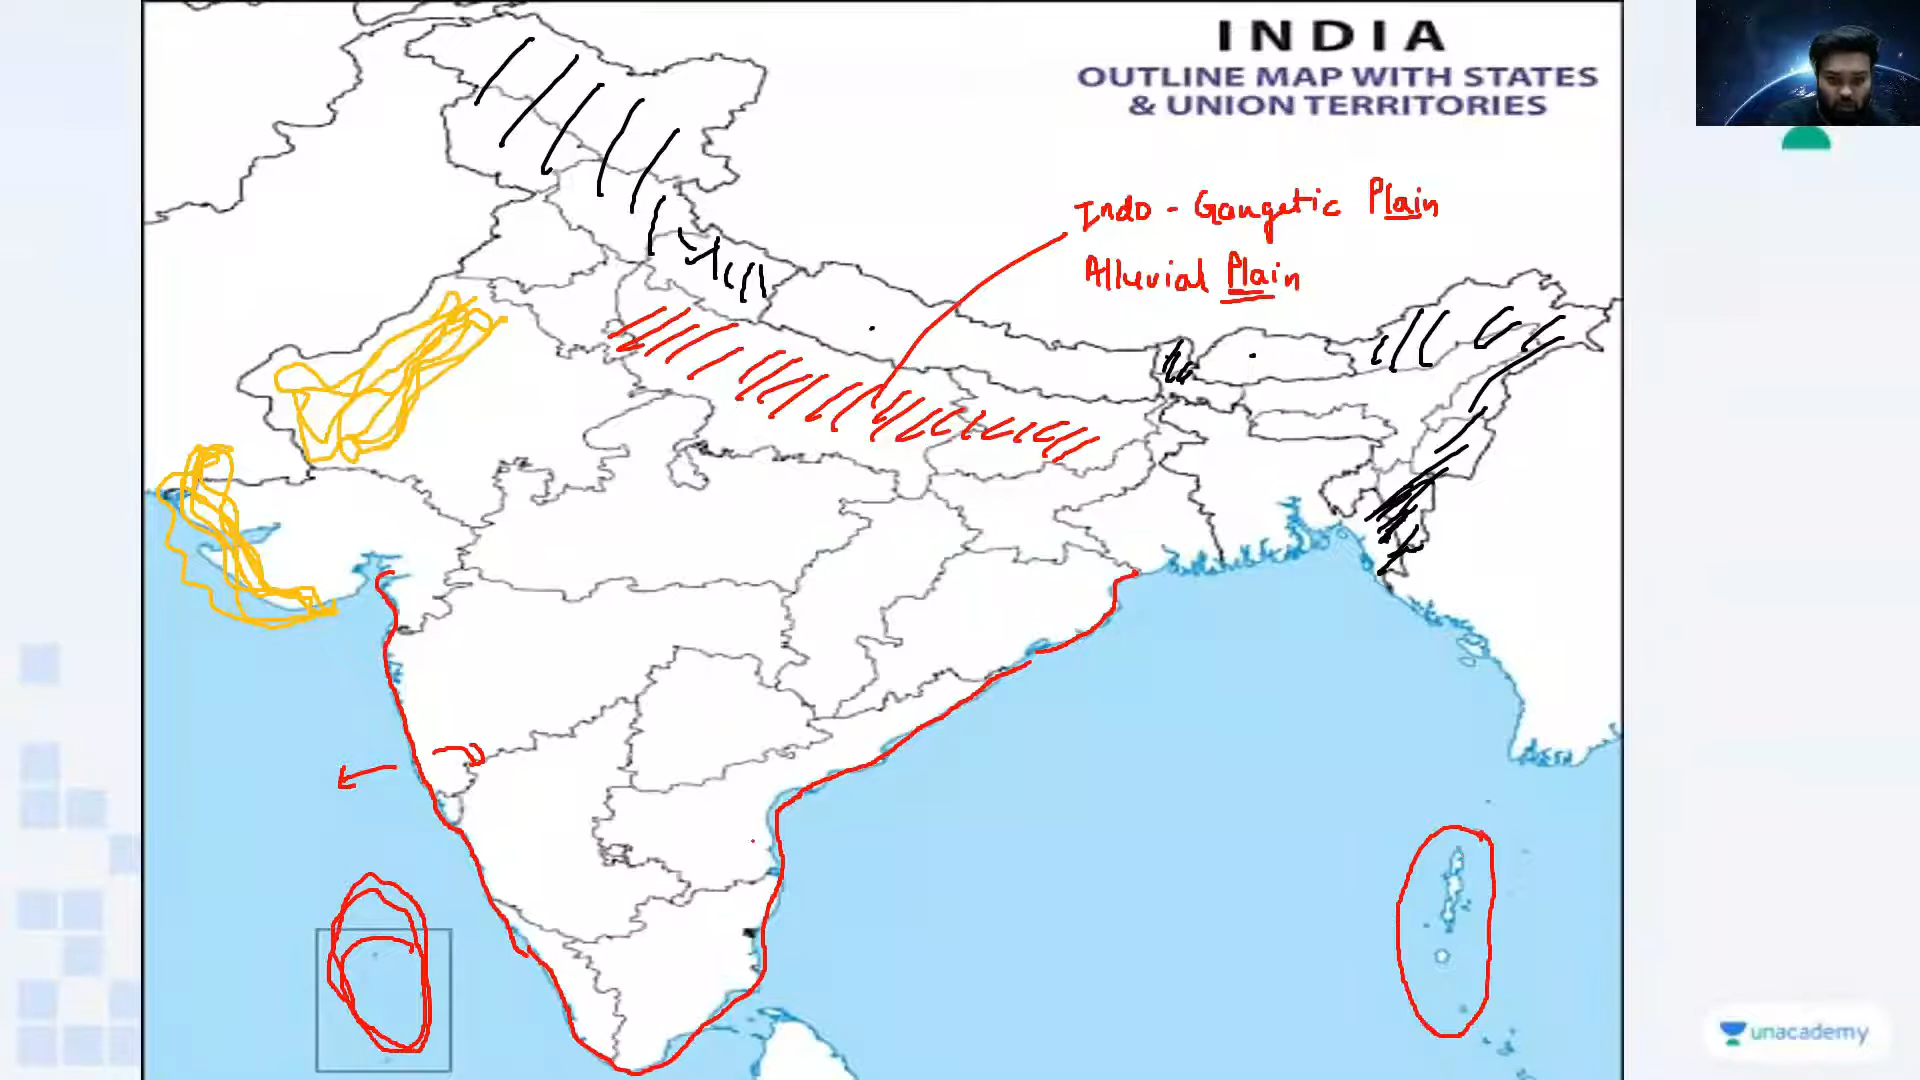 INDIA
OUTLINE MAP WITH STATES
& UNION TERRITORIES
Indo - Gangetic Plain
Alluvial Plain
unacademy